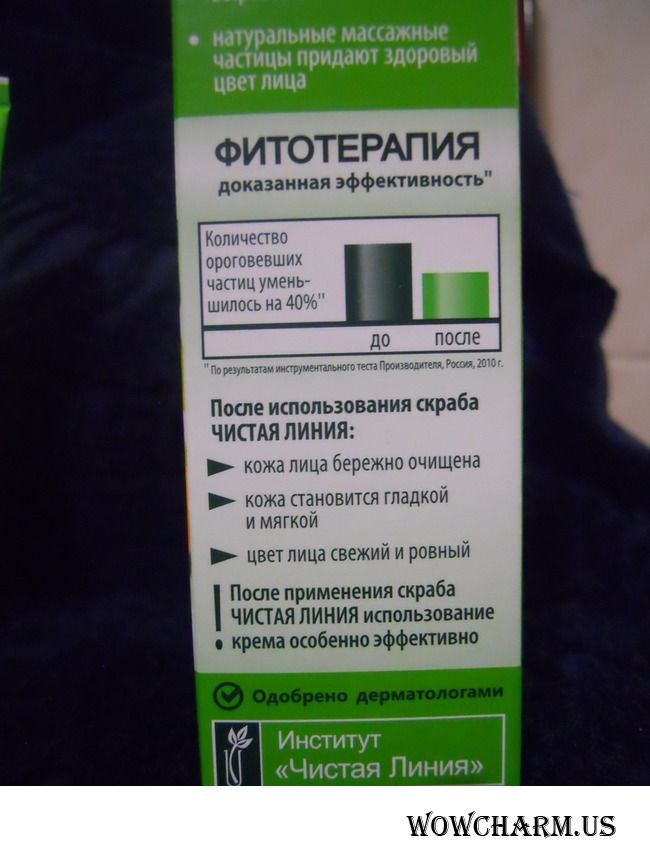 • натуральные массажные
частицы придают здоровый
цвет лица
ФИТОТЕРАПИЯ
доказанная эффективность"
Количество
ороговевших
частиц умень-
шилось на 40%"
до после
" По результатам инструментального теста Производителя, Россия, 2010 г.
После использования скраба
ЧИСТАЯ ЛИНИЯ:
кожа лица бережно очищена
кожа становится гладкой
и мягкой
цвет лица свежий и ровный
После применения скраба
ЧИСТАЯ ЛИНИЯ использование
крема особенно эффективно
Одобрено дерматологами
Институт
«Чистая Линия»
WOWCHARM.US